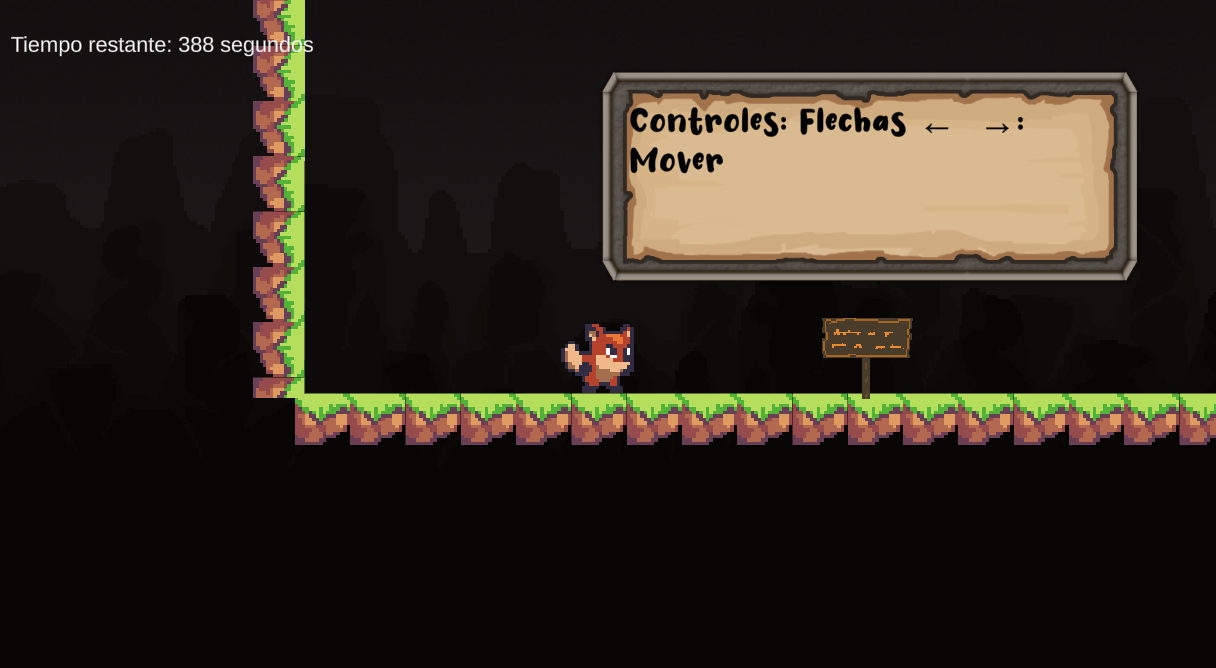 Tiempo restante: 388 segundos
Controles: Flechas ← →:
Mover